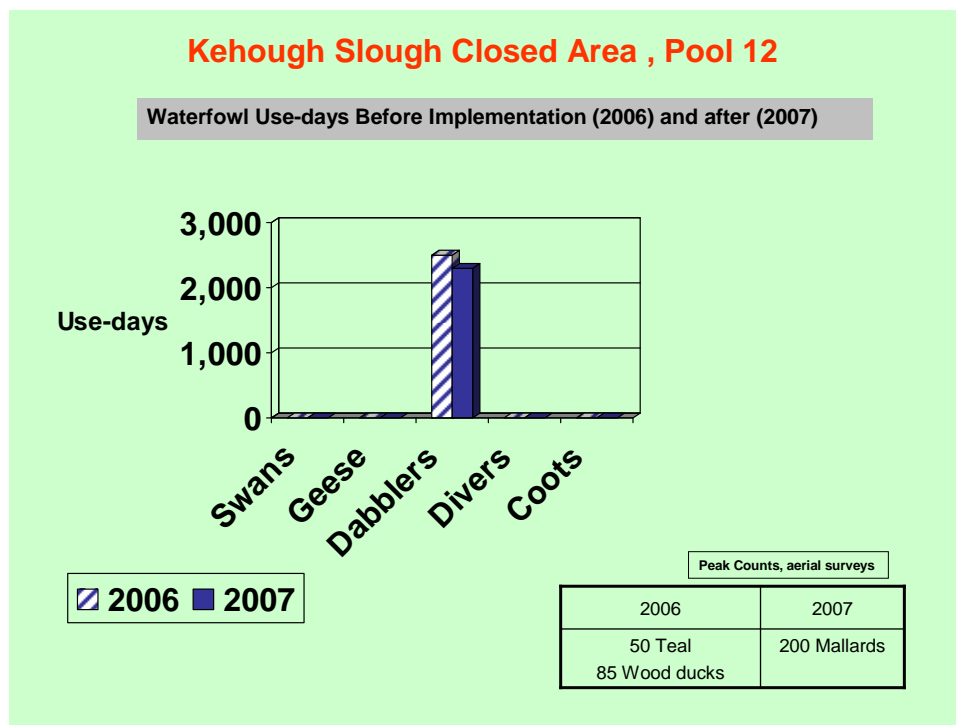 Kehough Slough Closed Area , Pool 12
Waterfowl Use-days Before Implementation (2006) and after (2007)
3,000
2,000
1,000
0
Use-days
Swans
Geese
Dabblers
Divers
Coots
2006 2007
Peak Counts, aerial surveys
2006 2007
50 Teal 200 Mallards
85 Wood ducks